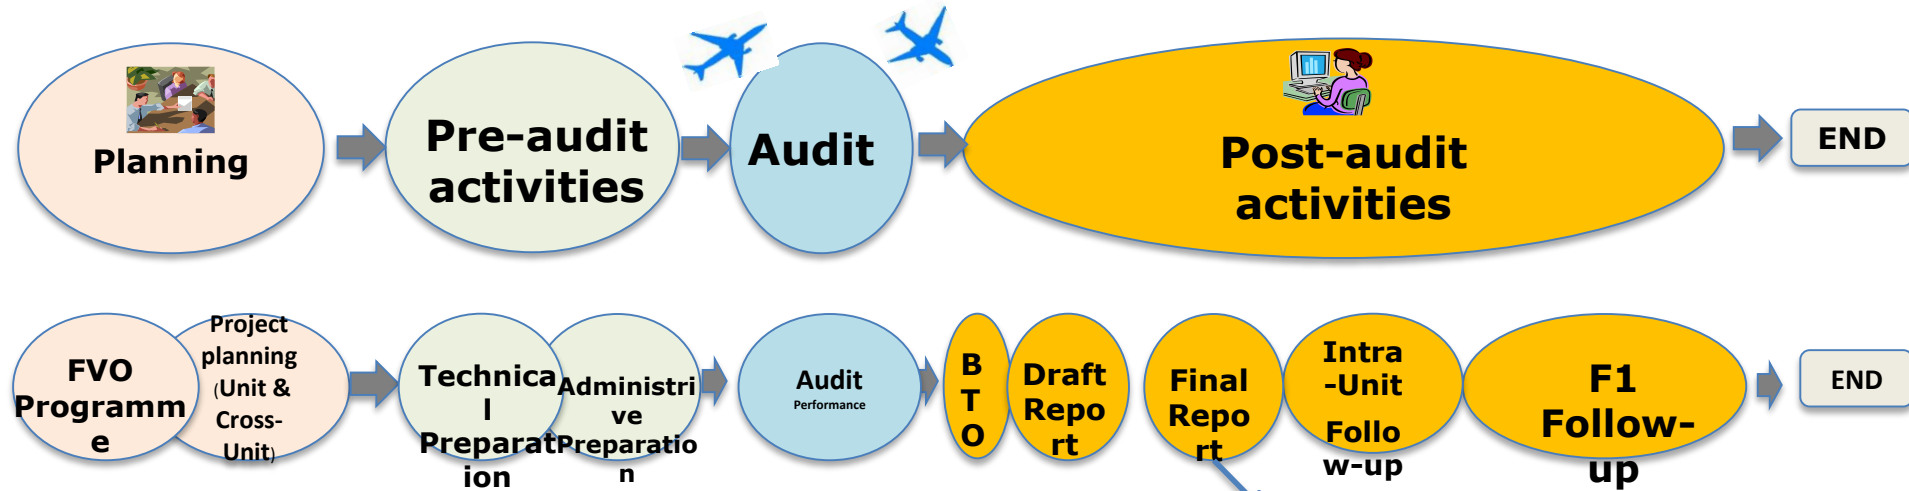 Planning
Pre-audit
activities
Audit
Post-audit
activities
END
FVO
Programm
e
Project
planning
(Unit &
Cross-
Unit)
Technica
l
Preparat
ion
Administri
ve
Preparatio
n
Audit
Performance
B
T
O
Draft
Repo
rt
Final
Repo
rt
Intra
-Unit
Follo
w-up
F1
Follow-
up
END